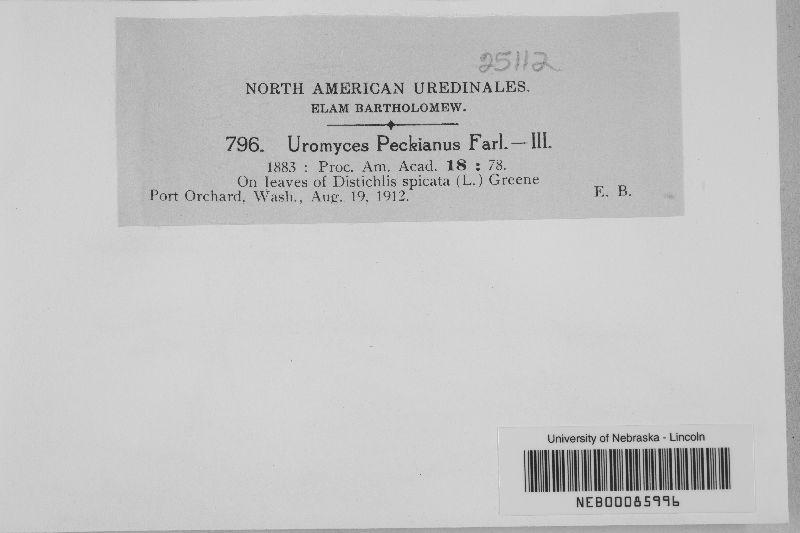 25112
NORTH AMERICAN UREDINALES.
ELAM BARTHOLOMEW.
796. Uromyces Peckianus Farl.—III.
1883 : Proc. Am. Acad. 18 : 78.
On leaves of Distichlis spicata (L.) Greene
Port Orchard, Wash., Aug. 19, 1912. E. B.
University of Nebraska - Lincoln
NEB00085996